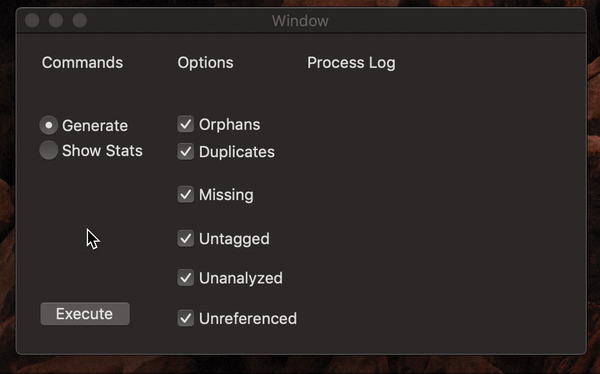 Window
Commands
Options
Process Log
Generate
Show Stats
Orphans
Duplicates
Missing
Untagged
Unanalyzed
Unreferenced
Execute